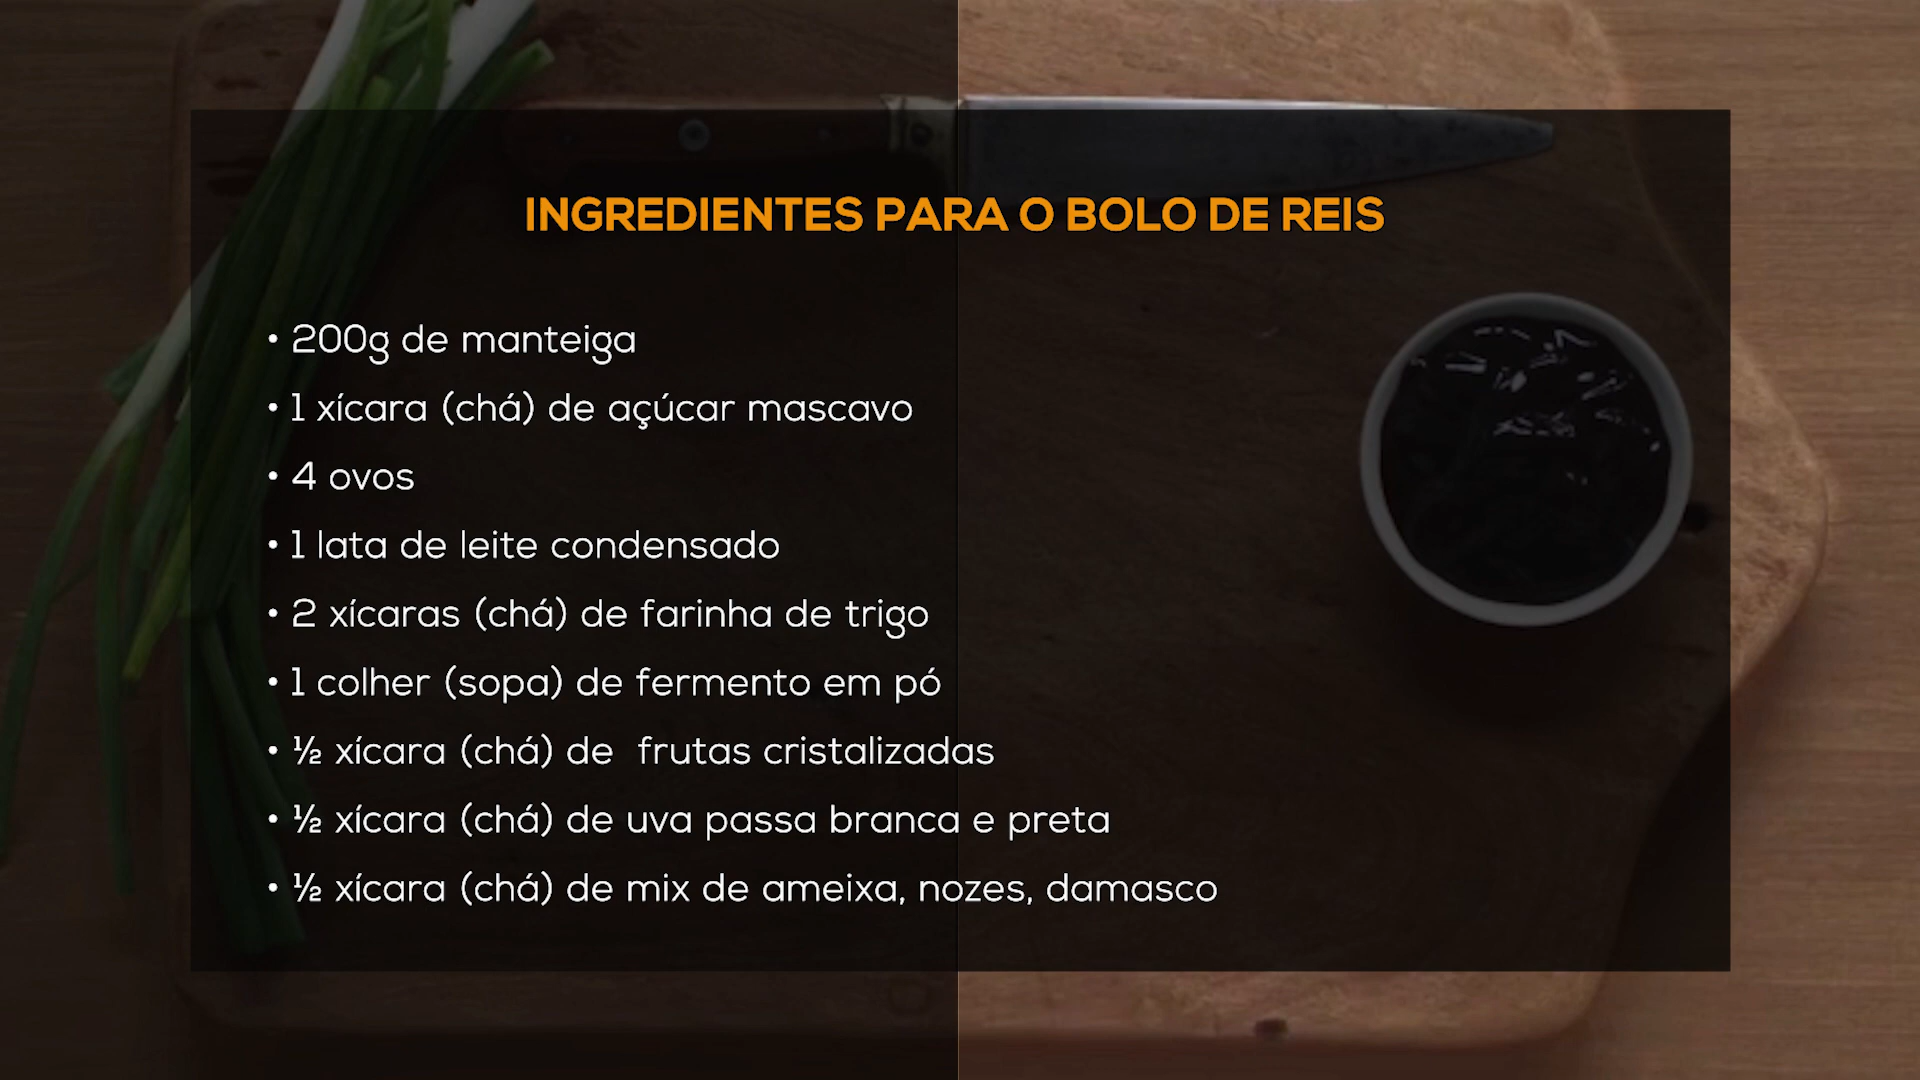 INGREDIENTES PARA O BOLO DE REIS
• 200g de manteiga
• 1 xícara (chá) de açúcar mascavo
• 4 ovos
• 1 lata de leite condensado
• 2 xícaras (chá) de farinha de trigo
• 1 colher (sopa) de fermento em pó
• ½ xícara (chá) de  frutas cristalizadas
• ½ xícara (chá) de uva passa branca e preta
• ½ xícara (chá) de mix de ameixa, nozes, damasco